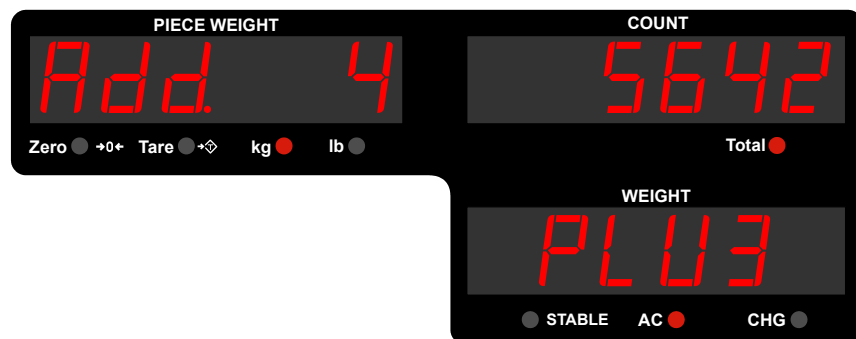 PIECE WEIGHT COUNT
Add. 4 5642
Zero →0← Tare →T kg lb Total
WEIGHT
PLU3
STABLE AC CHG